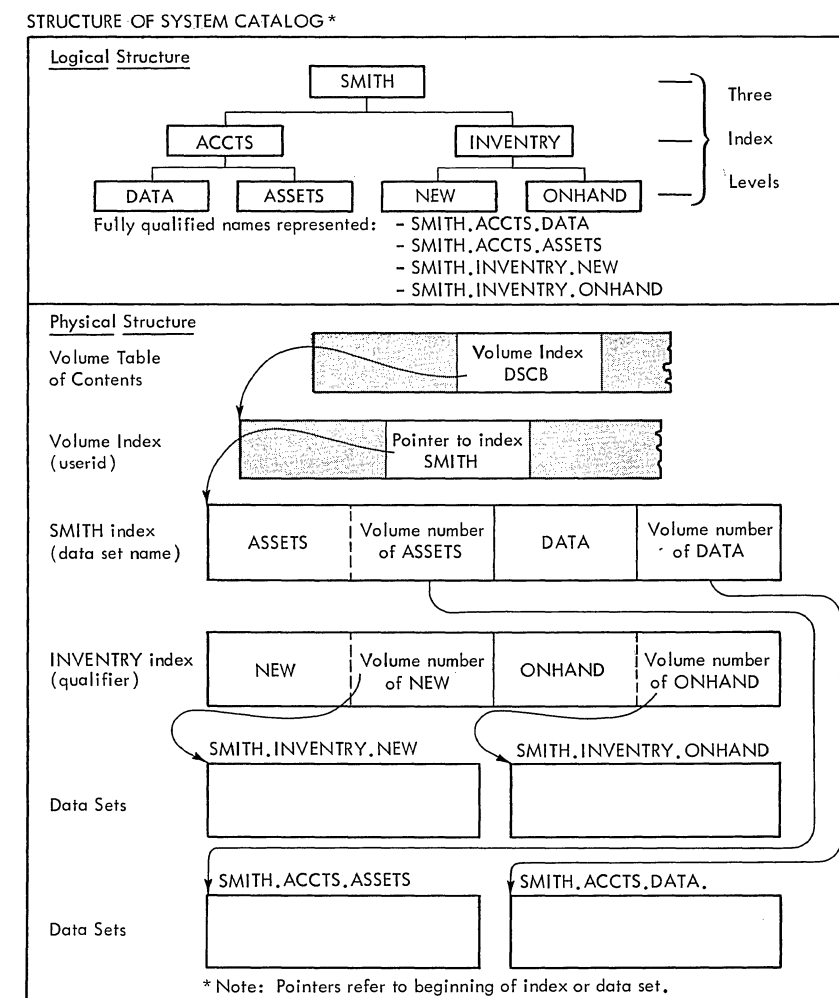 STRUCTURE OF SYSTEM CATALOG*
Logical Structure
SMITH
Three
ACCTS
INVENTRY
Index
DATA
ASSETS
NEW
ONHAND
Levels
Fully qualified names represented:
- SMITH.ACCTS.DATA
- SMITH.ACCTS.ASSETS
- SMITH.INVENTRY.NEW
- SMITH.INVENTRY.ONHAND
Physical Structure
Volume Table
of Contents
Volume Index
DSCB
Volume Index
(userid)
Pointer to index
SMITH
SMITH index
(data set name)
ASSETS
Volume number
of ASSETS
DATA
Volume number
of DATA
INVENTRY index
(qualifier)
NEW
Volume number
of NEW
ONHAND
Volume number
of ONHAND
SMITH.INVENTRY.NEW
SMITH.INVENTRY.ONHAND
Data Sets
SMITH.ACCTS.ASSETS
SMITH.ACCTS.DATA.
Data Sets
*Note: Pointers refer to beginning of index or data set.